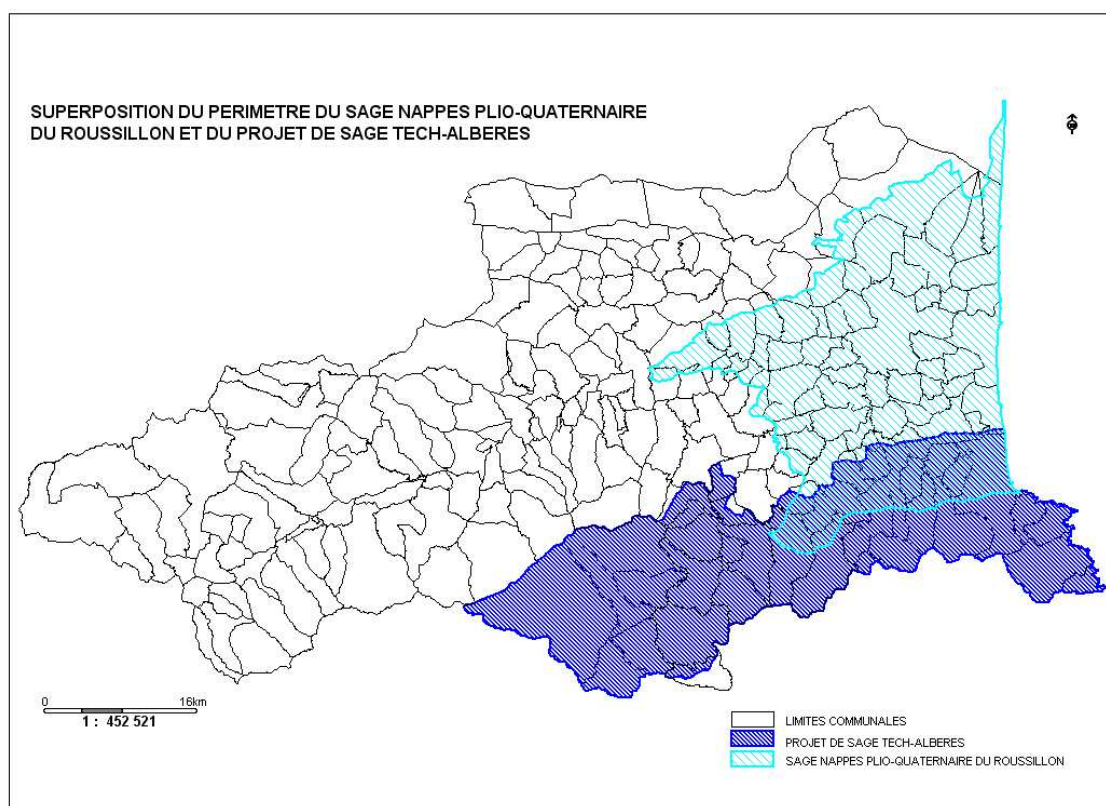 SUPERPOSITION DU PERIMETRE DU SAGE NAPPES PLIO-QUATERNAIRE
DU ROUSSILLON ET DU PROJET DE SAGE TECH-ALBERES
0 16km
1 : 452 521
LIMITES COMMUNALES
PROJET DE SAGE TECH-ALBERES
SAGE NAPPES PLIO-QUATERNAIRE DU ROUSSILLON